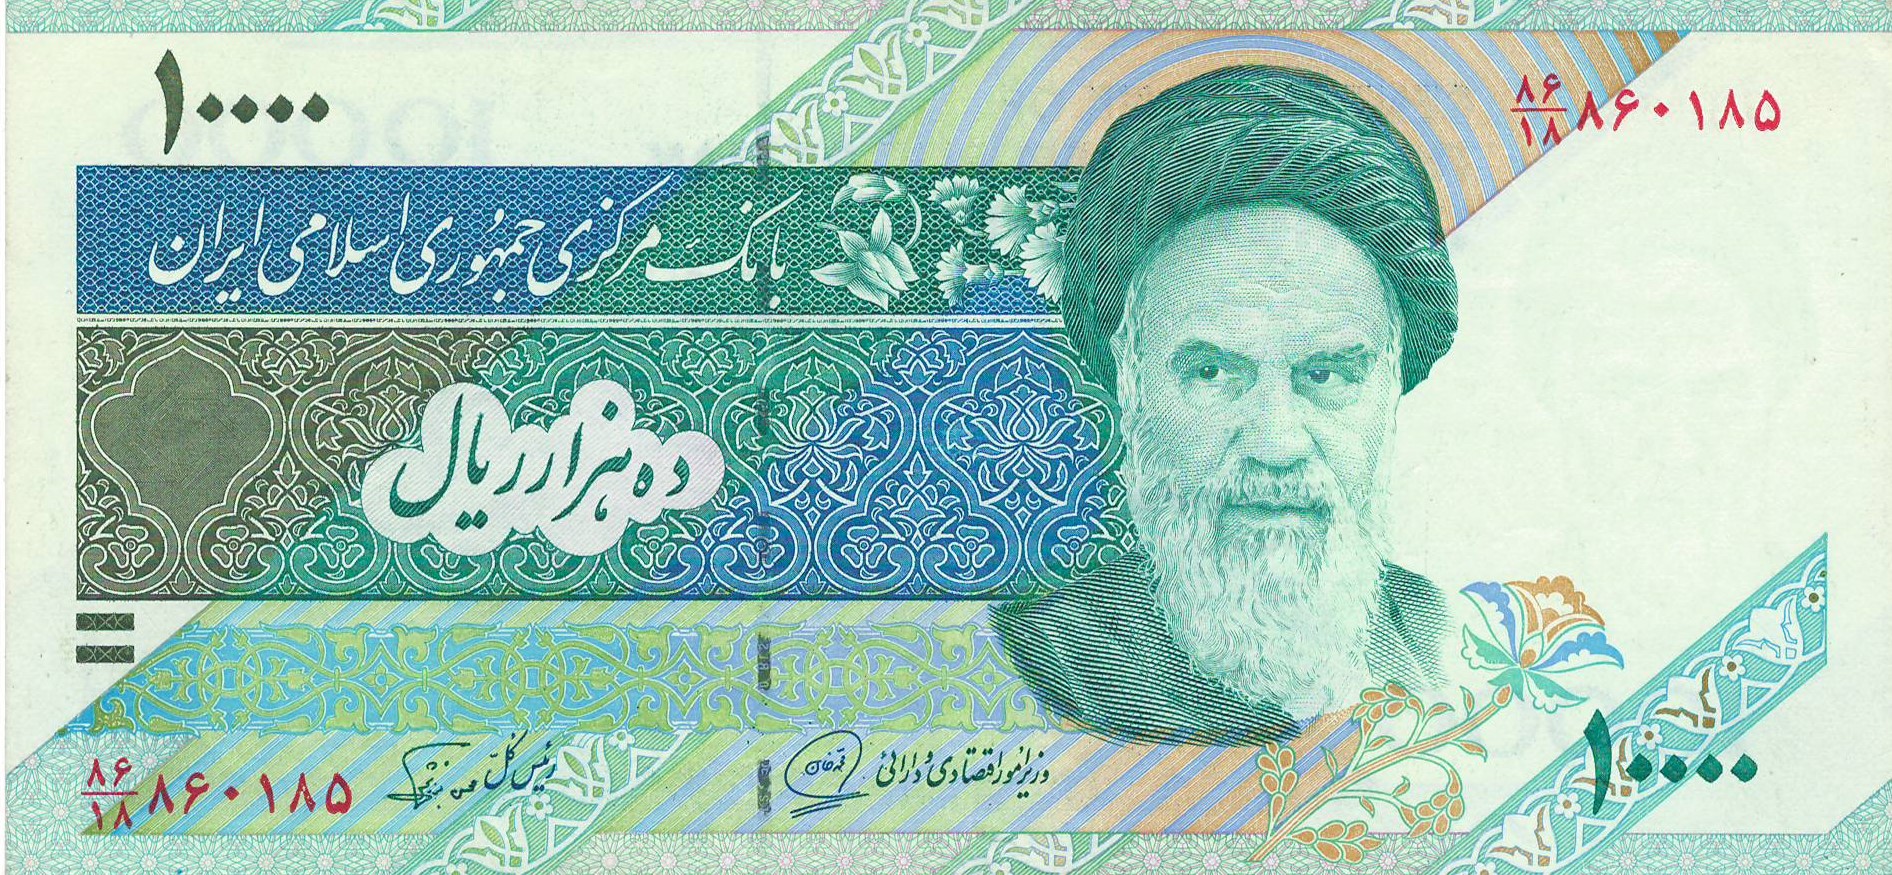 ۱۰۰۰۰
۸۶/۱۸ ۸۶۰۱۸۵
بانک مرکزی جمهوری اسلامی ایران
ده هزار ریال
وزیر امور اقتصادی و دارائی
رئیس کلّ
۸۶/۱۸ ۸۶۰۱۸۵
۱۰۰۰۰